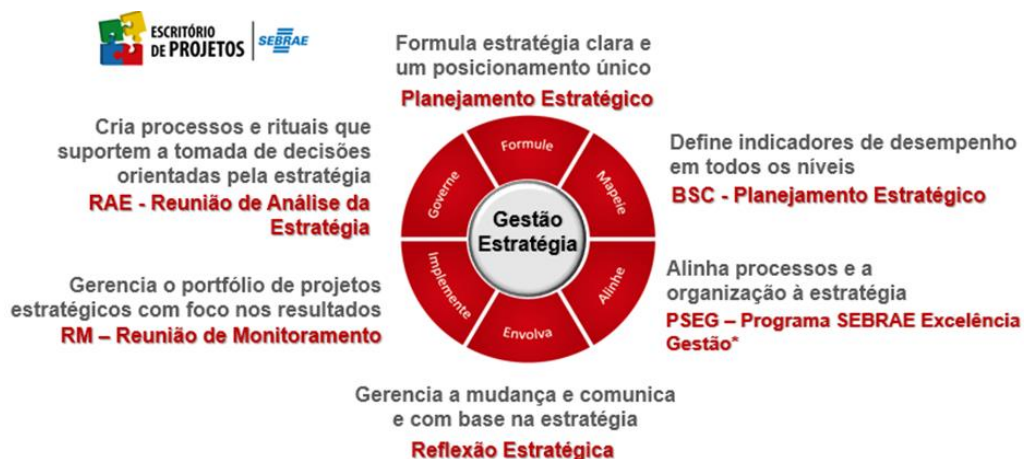 ESCRITÓRIO
DE PROJETOS
SEBRAE
Formula estratégia clara e
um posicionamento único
Planejamento Estratégico
Cria processos e rituais que
suportem a tomada de decisões
orientadas pela estratégia
RAE - Reunião de Análise da
Estratégia
Define indicadores de desempenho
em todos os níveis
BSC - Planejamento Estratégico
Formule
Mapeie
Alinhe
Envolva
Implemente
Governe
Gestão
Estratégia
Gerencia o portfólio de projetos
estratégicos com foco nos resultados
RM – Reunião de Monitoramento
Alinha processos e a
organização à estratégia
PSEG – Programa SEBRAE Excelência
Gestão*
Gerencia a mudança e comunica
e com base na estratégia
Reflexão Estratégica